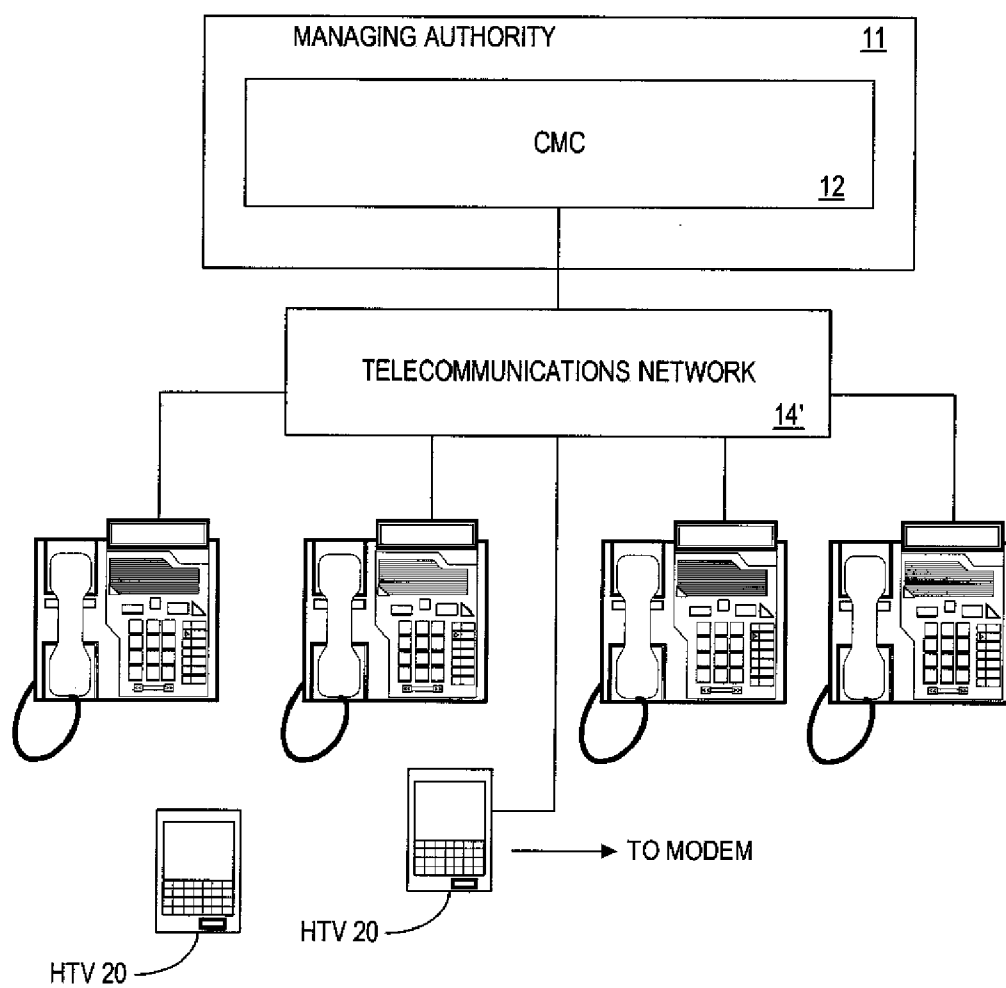 MANAGING AUTHORITY 11
CMC
12
TELECOMMUNICATIONS NETWORK
14'
TO MODEM
HTV 20
HTV 20